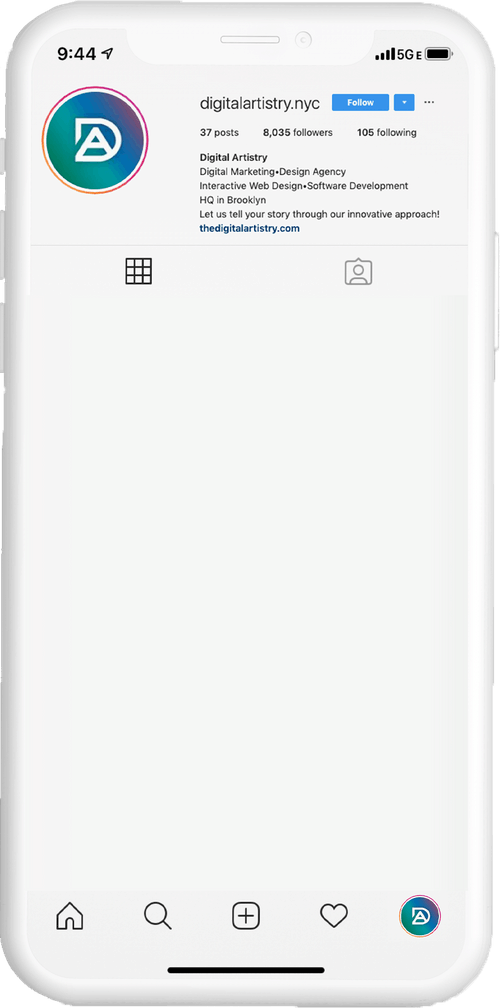 9:44 5G E
digitalartistry.nyc Follow
37 posts 8,035 followers 105 following
Digital Artistry
Digital Marketing•Design Agency
Interactive Web Design•Software Development
HQ in Brooklyn
Let us tell your story through our innovative approach!
thedigitalartistry.com